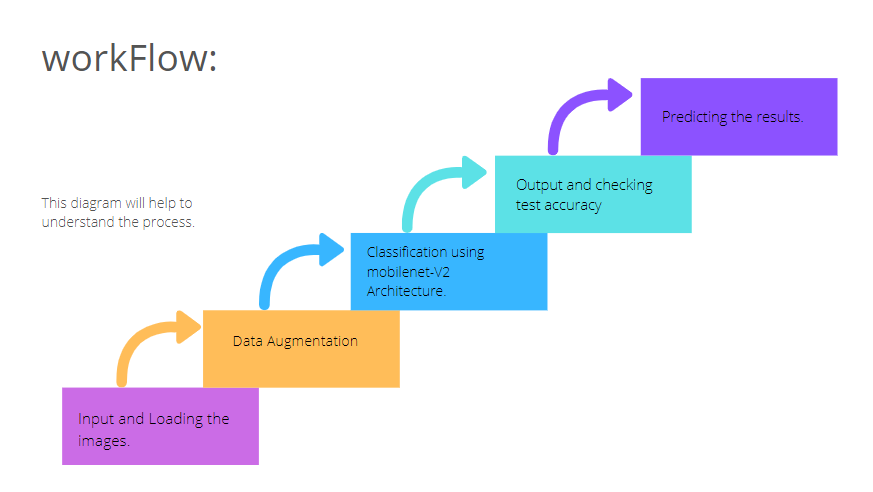 workFlow:
Predicting the results.
This diagram will help to
understand the process.
Output and checking
test accuracy
Classification using
mobilenet-V2
Architecture.
Data Augmentation
Input and Loading the
images.